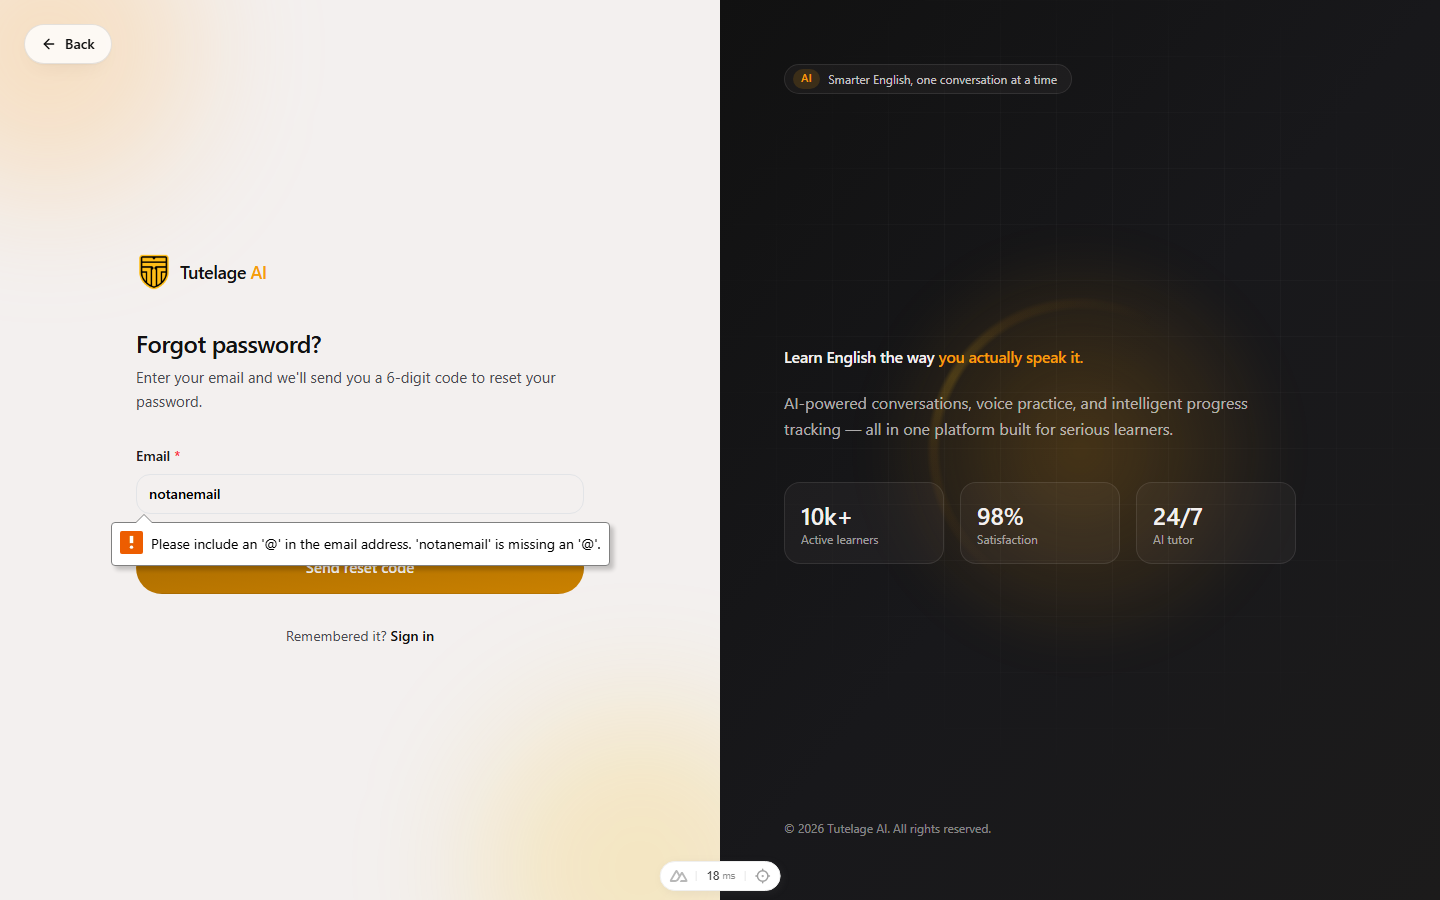 Back
Tutelage AI
Forgot password?
Enter your email and we'll send you a 6-digit code to reset your
password.
Email *
notanemail
Please include an '@' in the email address. 'notanemail' is missing an '@'.
Send reset code
Remembered it? Sign in
AI Smarter English, one conversation at a time
Learn English the way you actually speak it.
AI-powered conversations, voice practice, and intelligent progress
tracking — all in one platform built for serious learners.
10k+
Active learners
98%
Satisfaction
24/7
AI tutor
© 2026 Tutelage AI. All rights reserved.
18 ms